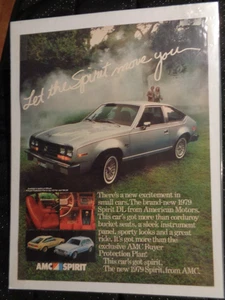 Let the Spirit move you
There's a new excitement in
small cars. The brand-new 1979
Spirit DL from American Motors.
This car's got more than corduroy
bucket seats, a sleek instrument
panel, sporty looks and a great
ride. It's got more than the
exclusive AMC Buyer
Protection Plan.®
This car's got spirit.
The new 1979 Spirit, from AMC.
AMC SPIRIT